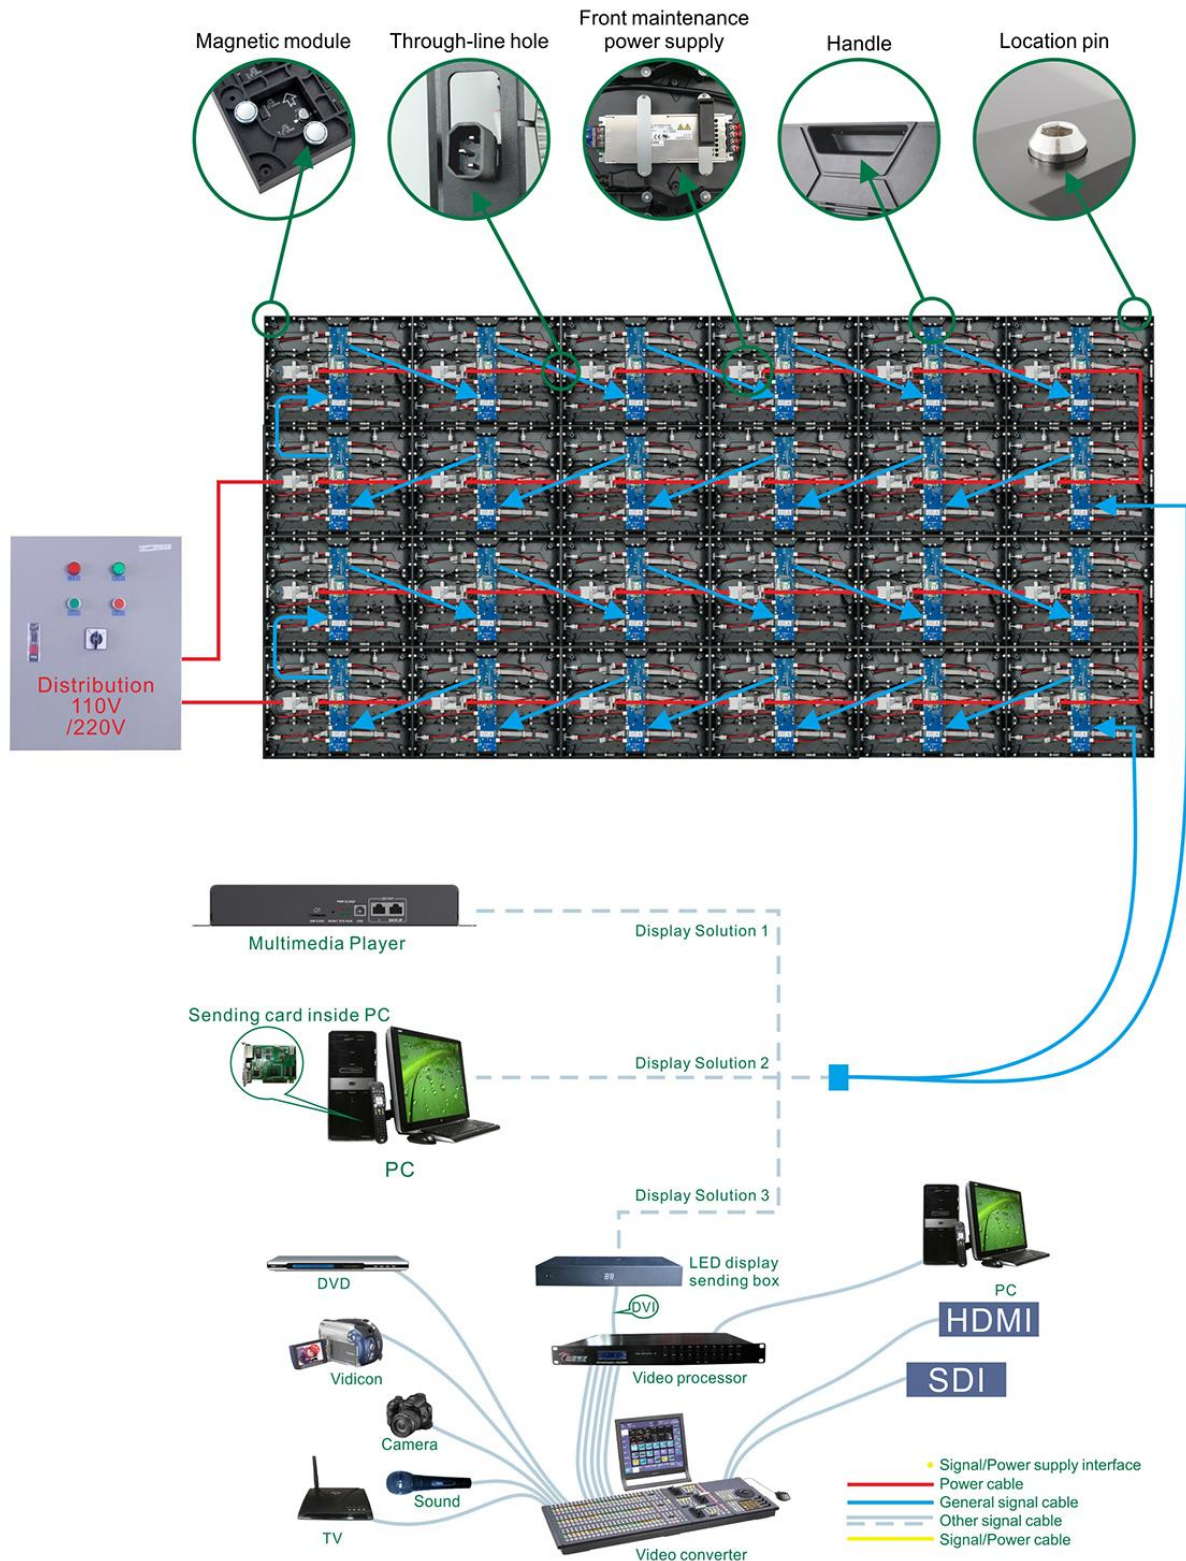 Magnetic module
Through-line hole
Front maintenance
power supply
Handle
Location pin
Distribution
110V
/220V
Multimedia Player
Display Solution 1
Sending card inside PC
Display Solution 2
PC
Display Solution 3
LED display
sending box
DVD
DVI
PC
HDMI
Vidicon
Video processor
SDI
Camera
Sound
TV
Video converter
Signal/Power supply interface
Power cable
General signal cable
Other signal cable
Signal/Power cable